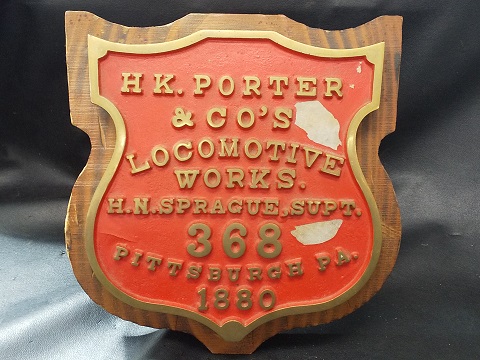 H.K. PORTER
& CO'S
LOCOMOTIVE
WORKS.
H.N. SPRAGUE, SUPT.
368
PITTSBURGH PA.
1880